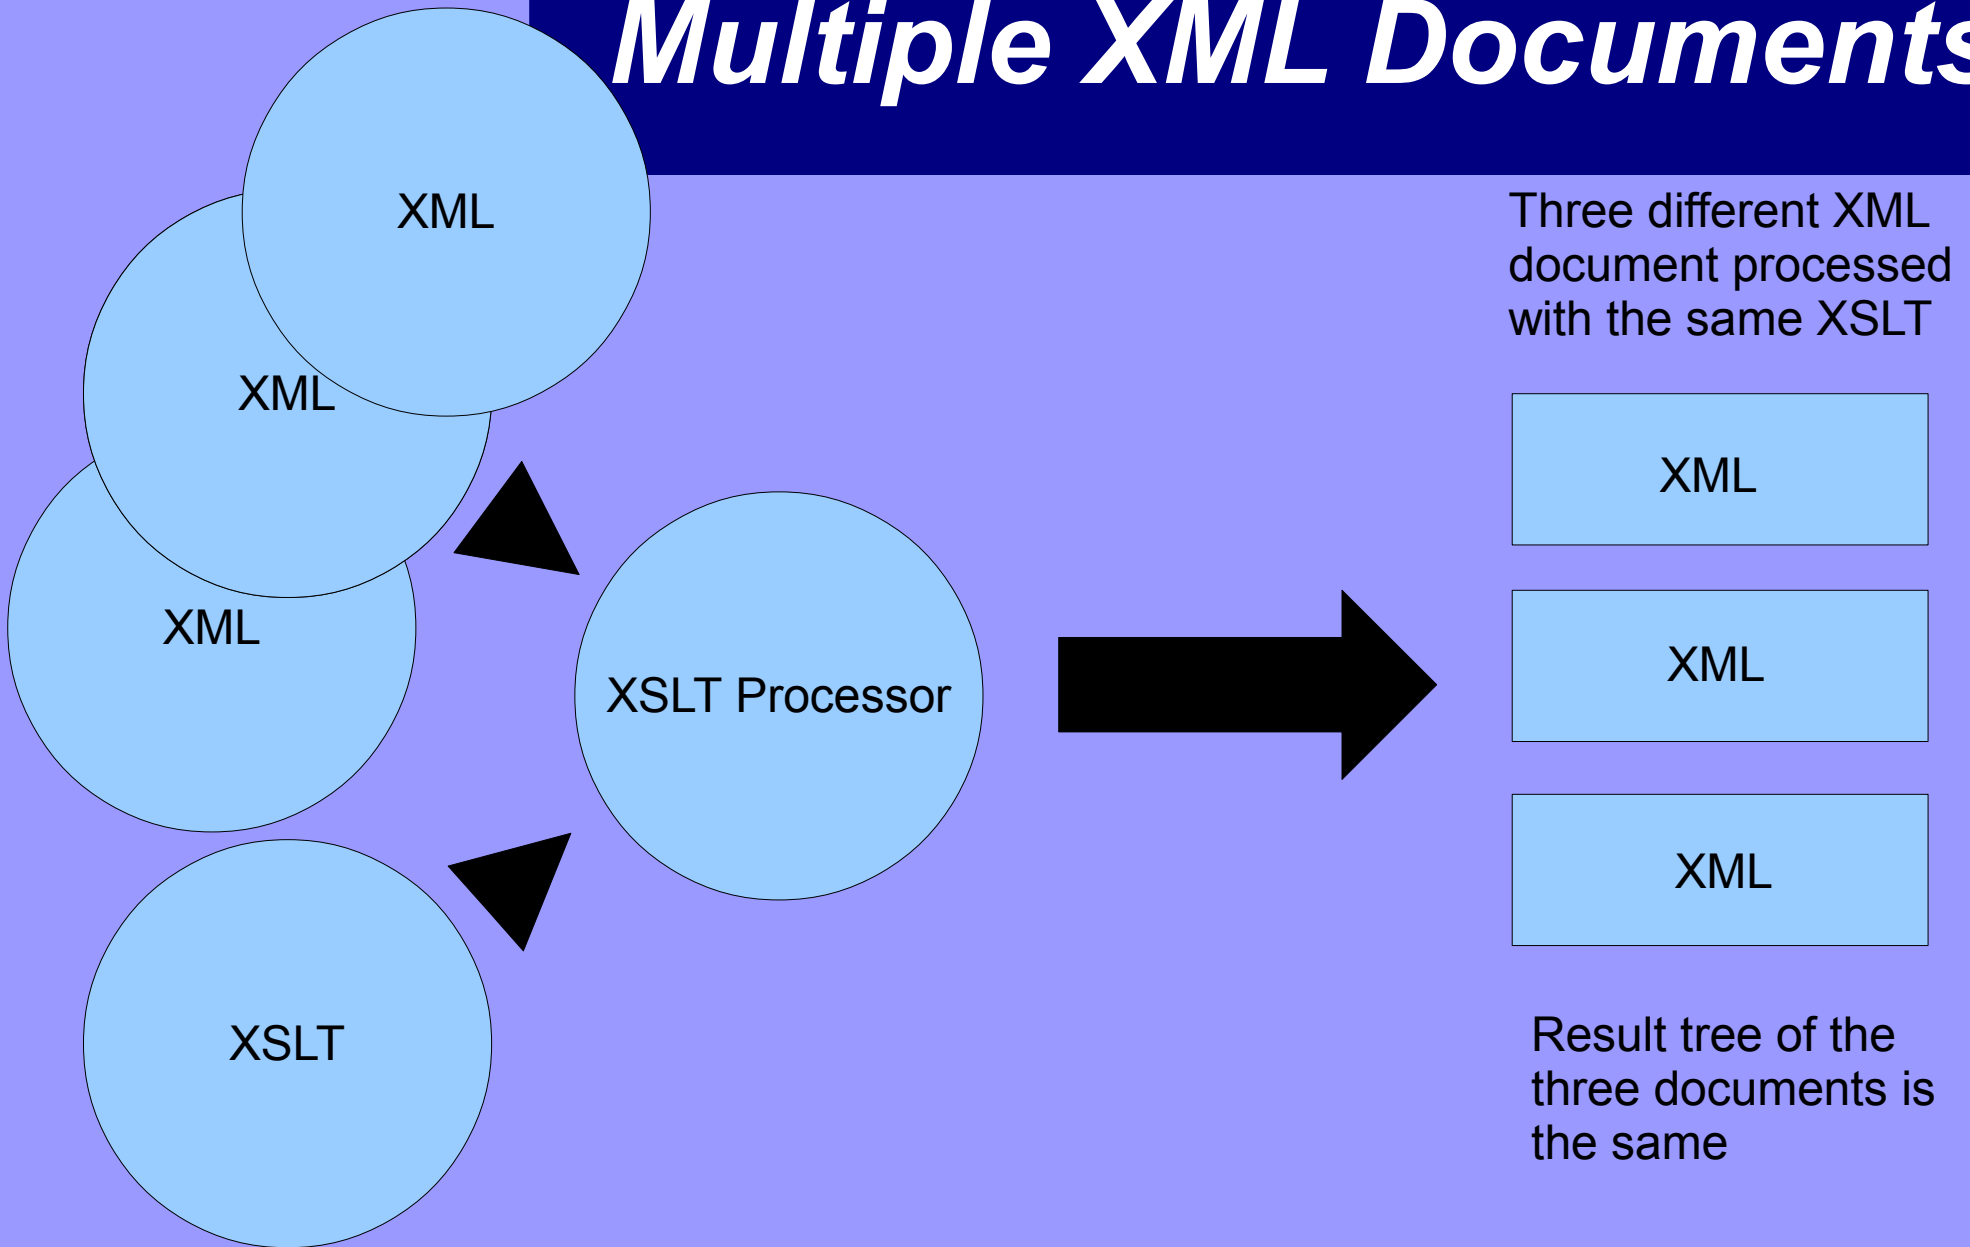 Multiple XML Documents
XML
XML
XML
XSLT
XSLT Processor
Three different XML
document processed
with the same XSLT
XML
XML
XML
Result tree of the
three documents is
the same